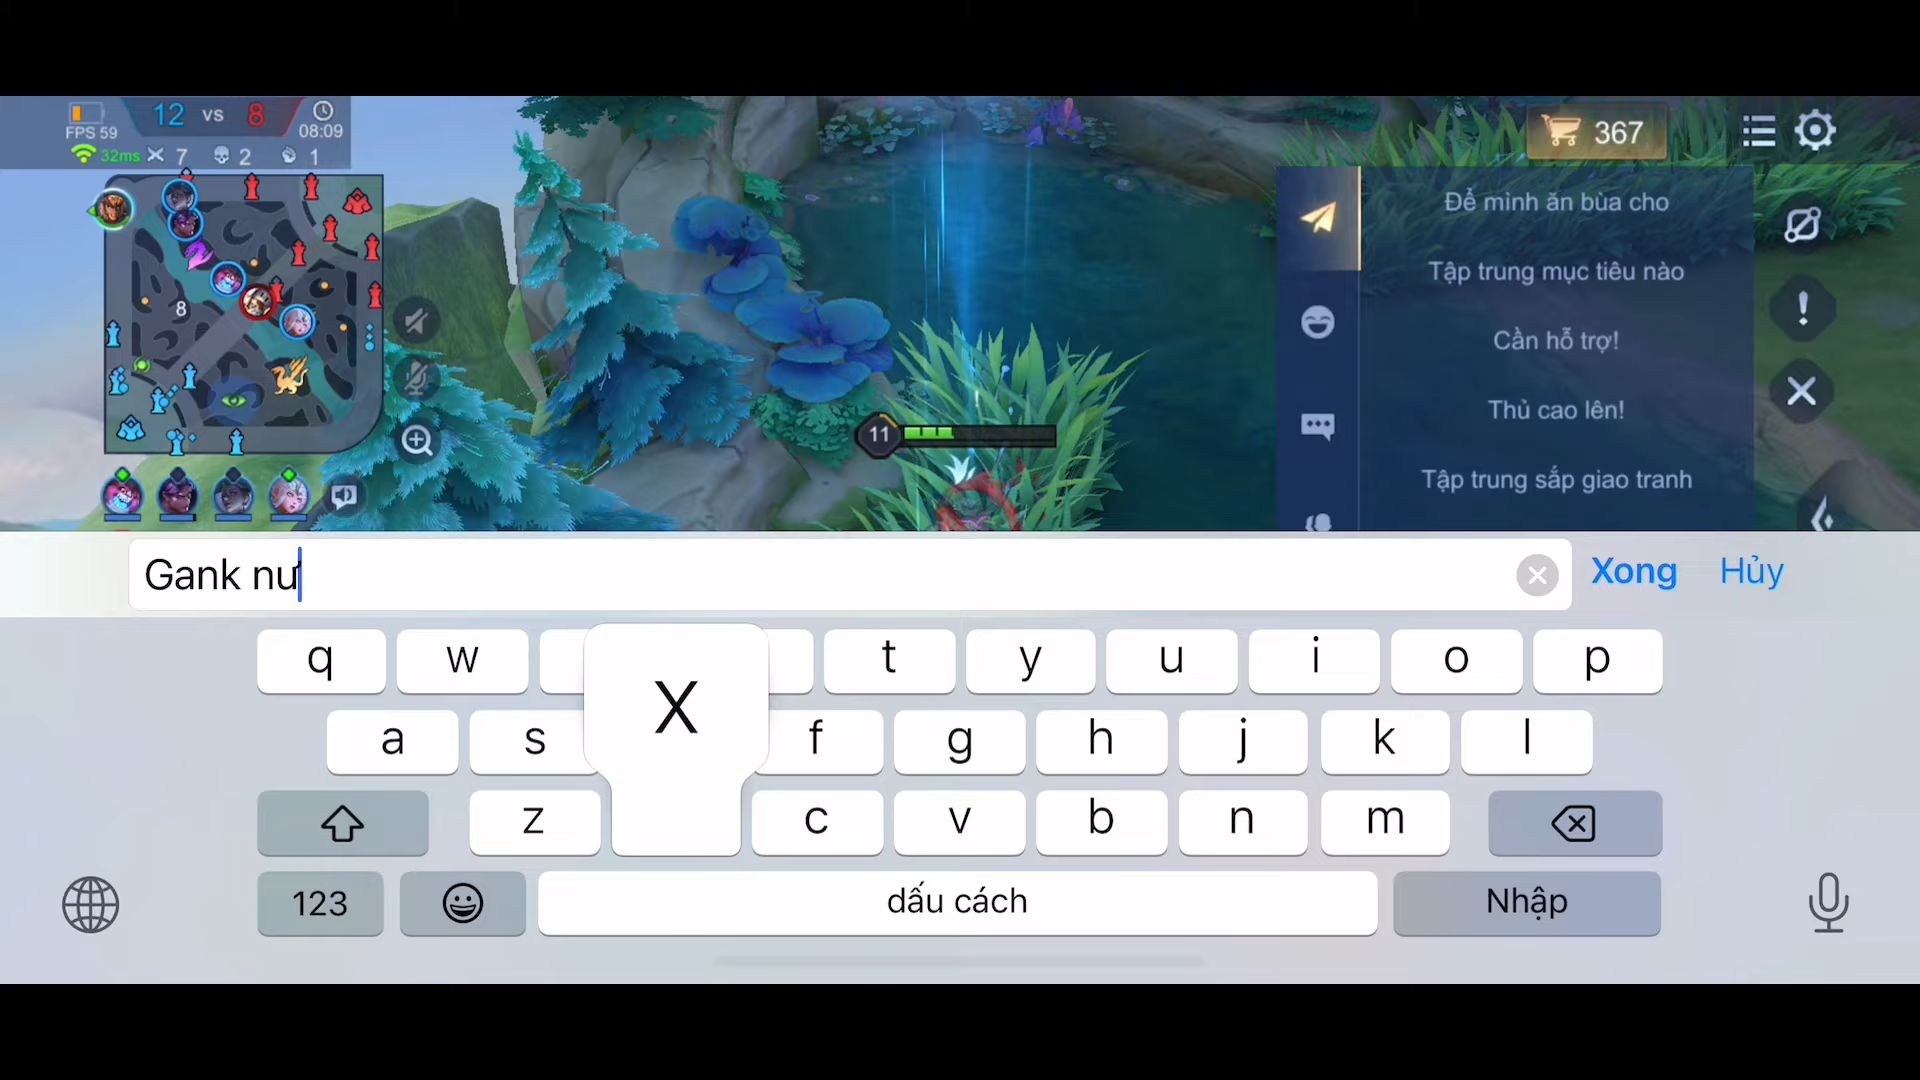 12 vs 8
FPS 59
08:09
32ms 7 2 1
367
8
Để mình ăn bùa cho
Tập trung mục tiêu nào
Cần hỗ trợ!
Thủ cao lên!
Tập trung sắp giao tranh
11
Gank nư
Xong Hủy
q w t y u i o p
a s f g h j k l
z X c v b n m
123 dấu cách Nhập